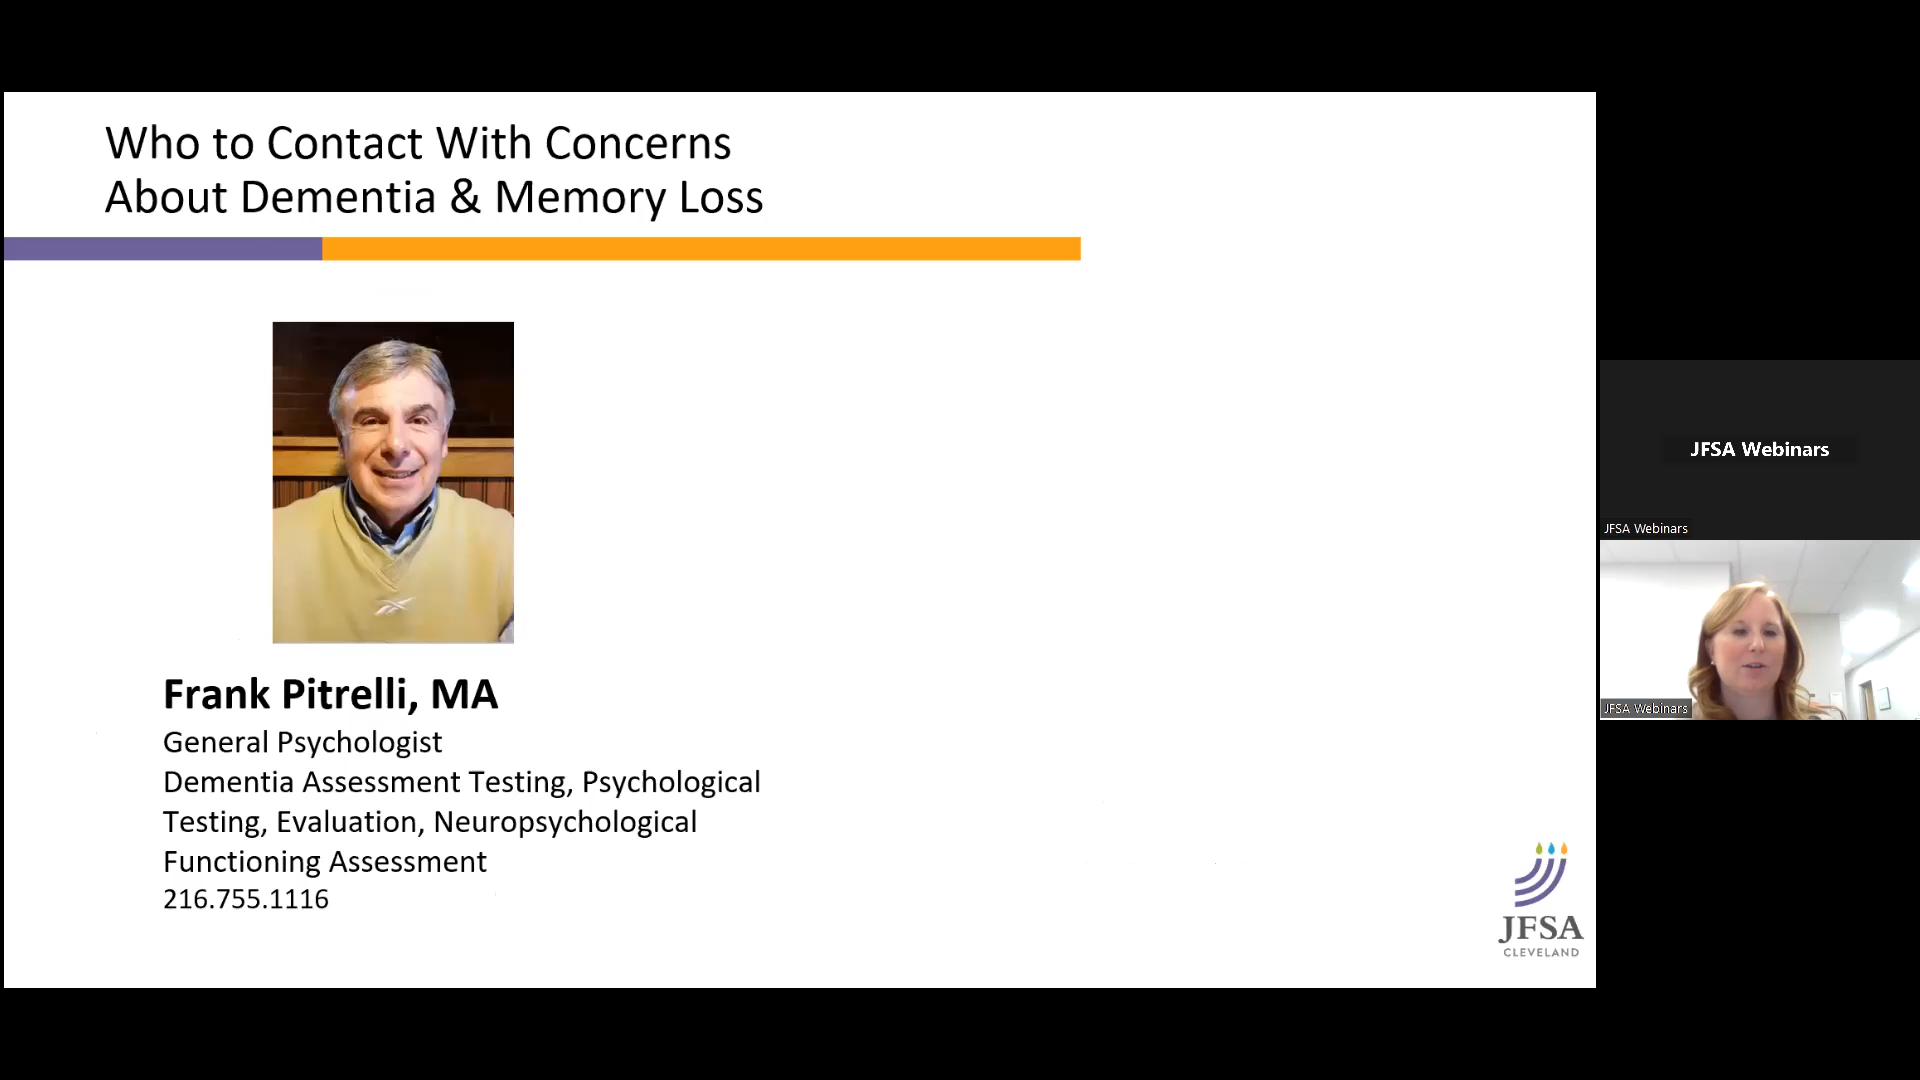 Who to Contact With Concerns
About Dementia & Memory Loss
Frank Pitrelli, MA
General Psychologist
Dementia Assessment Testing, Psychological
Testing, Evaluation, Neuropsychological
Functioning Assessment
216.755.1116
JFSA
CLEVELAND
JFSA Webinars
JFSA Webinars
JFSA Webinars